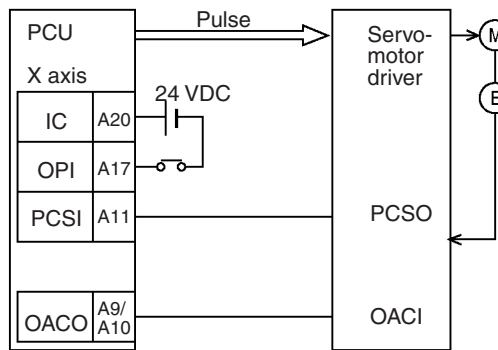 PCU
Pulse
Servo-
motor
driver
M
E
X axis
24 VDC
IC A20
OPI A17
PCSI A11
PCSO
OACO A9/
A10
OACI